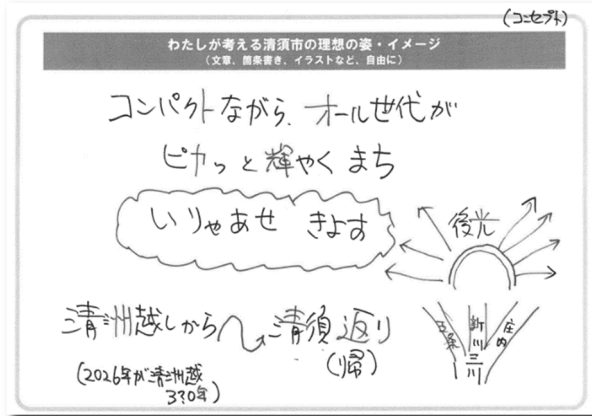 (コンセプト)
わたしが考える清須市の理想の姿・イメージ
(文章、箇条書き、イラストなど、自由に)
コンパクトながら、オール世代が
ピカッと輝やくまち
いりゃあせ きよす
後光
清洲越しから
清須返り
(帰)
(2026年が清洲越
330年)
五条
新川
庄内
三川